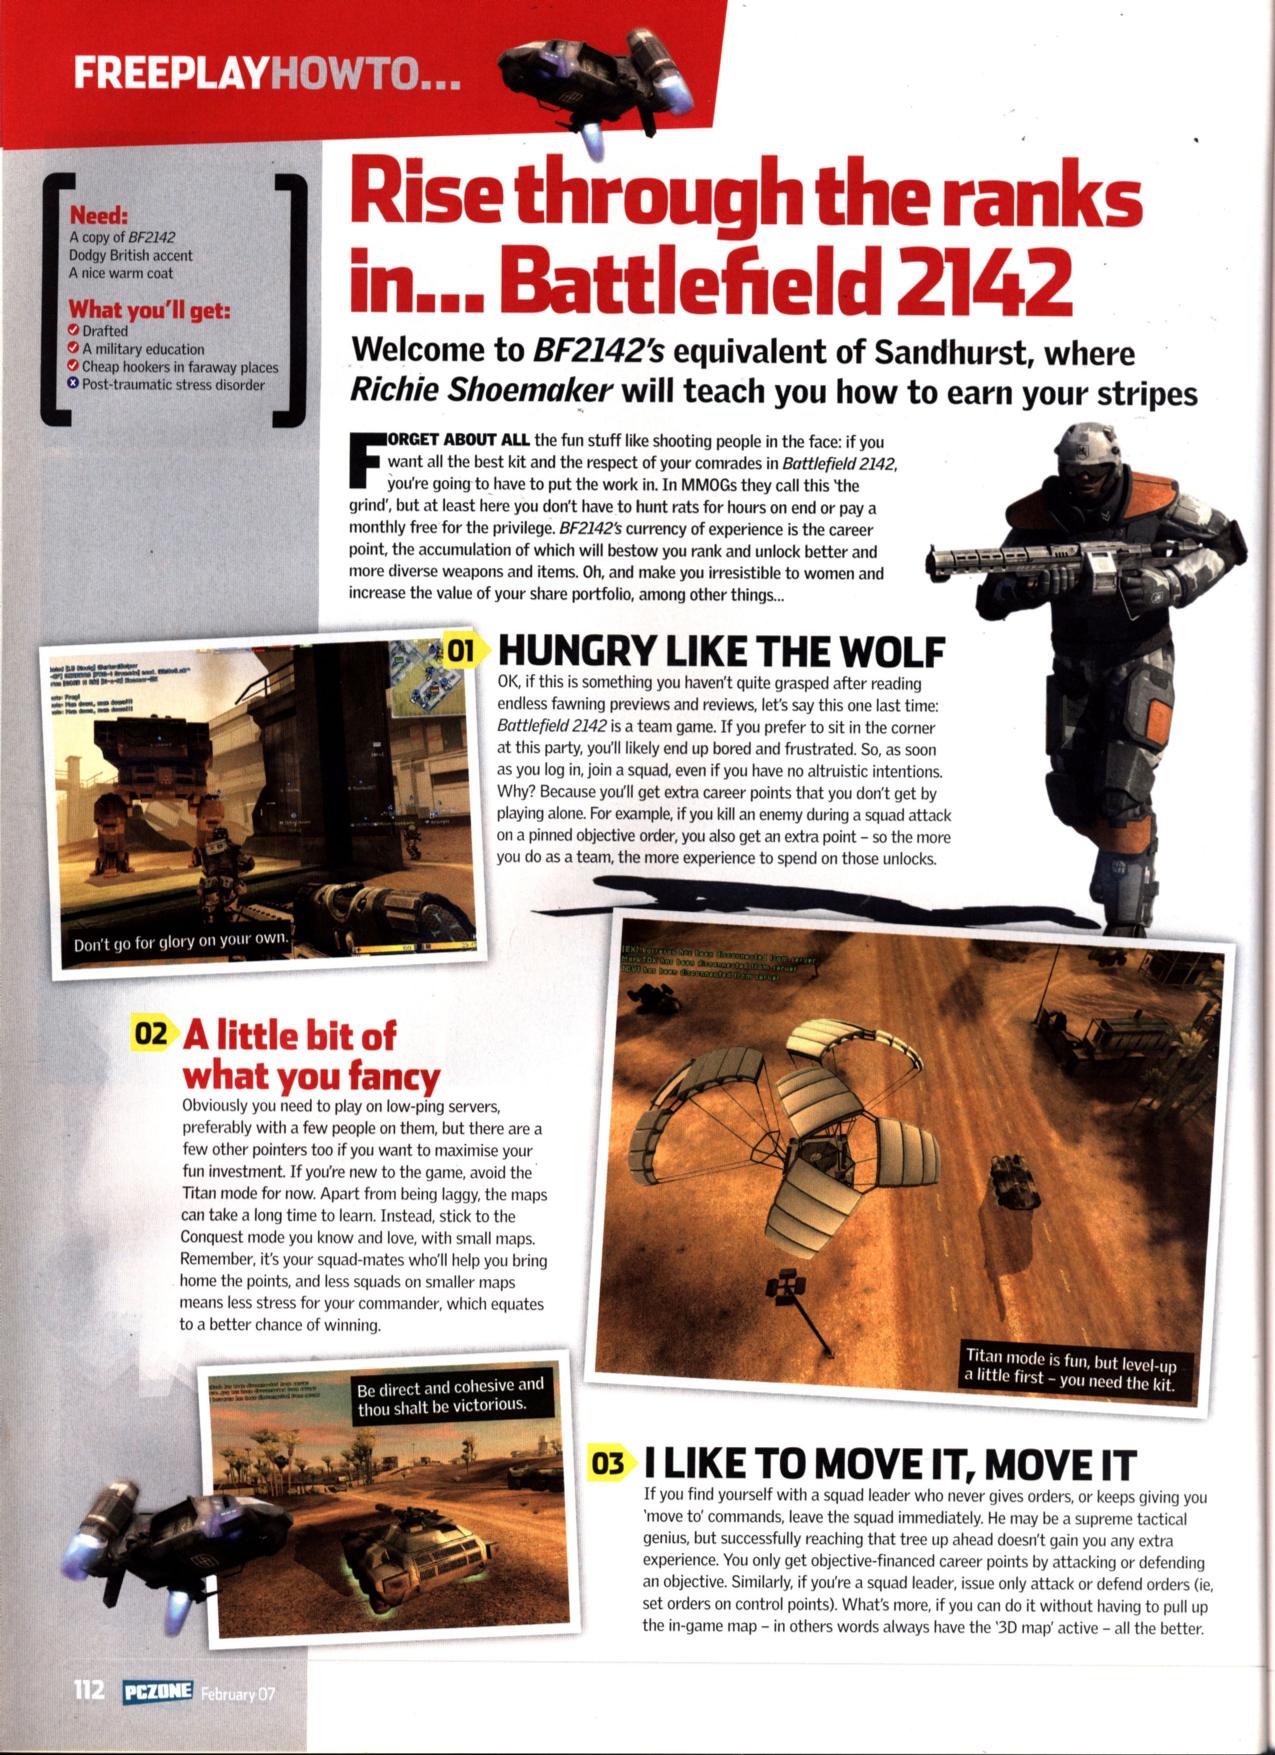 FREEPLAYHOWTO...
Need:
A copy of BF2142
Dodgy British accent
A nice warm coat
What you'll get:
Drafted
A military education
Cheap hookers in faraway places
Post-traumatic stress disorder
Rise through the ranks
in... Battlefield 2142
Welcome to BF2142's equivalent of Sandhurst, where
Richie Shoemaker will teach you how to earn your stripes
FORGET ABOUT ALL the fun stuff like shooting people in the face: if you
want all the best kit and the respect of your comrades in Battlefield 2142,
you're going to have to put the work in. In MMOGs they call this 'the
grind', but at least here you don't have to hunt rats for hours on end or pay a
monthly free for the privilege. BF2142's currency of experience is the career
point, the accumulation of which will bestow you rank and unlock better and
more diverse weapons and items. Oh, and make you irresistible to women and
increase the value of your share portfolio, among other things...
01 HUNGRY LIKE THE WOLF
OK, if this is something you haven't quite grasped after reading
endless fawning previews and reviews, let's say this one last time:
Battlefield 2142 is a team game. If you prefer to sit in the corner
at this party, you'll likely end up bored and frustrated. So, as soon
as you log in, join a squad, even if you have no altruistic intentions.
Why? Because you'll get extra career points that you don't get by
playing alone. For example, if you kill an enemy during a squad attack
on a pinned objective order, you also get an extra point – so the more
you do as a team, the more experience to spend on those unlocks.
Don't go for glory on your own.
02 A little bit of
what you fancy
Obviously you need to play on low-ping servers,
preferably with a few people on them, but there are a
few other pointers too if you want to maximise your
fun investment. If you're new to the game, avoid the
Titan mode for now. Apart from being laggy, the maps
can take a long time to learn. Instead, stick to the
Conquest mode you know and love, with small maps.
Remember, it's your squad-mates who'll help you bring
home the points, and less squads on smaller maps
means less stress for your commander, which equates
to a better chance of winning.
has been disconnected from server
has been disconnected from server
has been disconnected from server
Titan mode is fun, but level-up
a little first – you need the kit.
Be direct and cohesive and
thou shalt be victorious.
03 I LIKE TO MOVE IT, MOVE IT
If you find yourself with a squad leader who never gives orders, or keeps giving you
'move to' commands, leave the squad immediately. He may be a supreme tactical
genius, but successfully reaching that tree up ahead doesn't gain you any extra
experience. You only get objective-financed career points by attacking or defending
an objective. Similarly, if you're a squad leader, issue only attack or defend orders (ie,
set orders on control points). What's more, if you can do it without having to pull up
the in-game map – in others words always have the '3D map' active – all the better.
112 PCZONE February 07